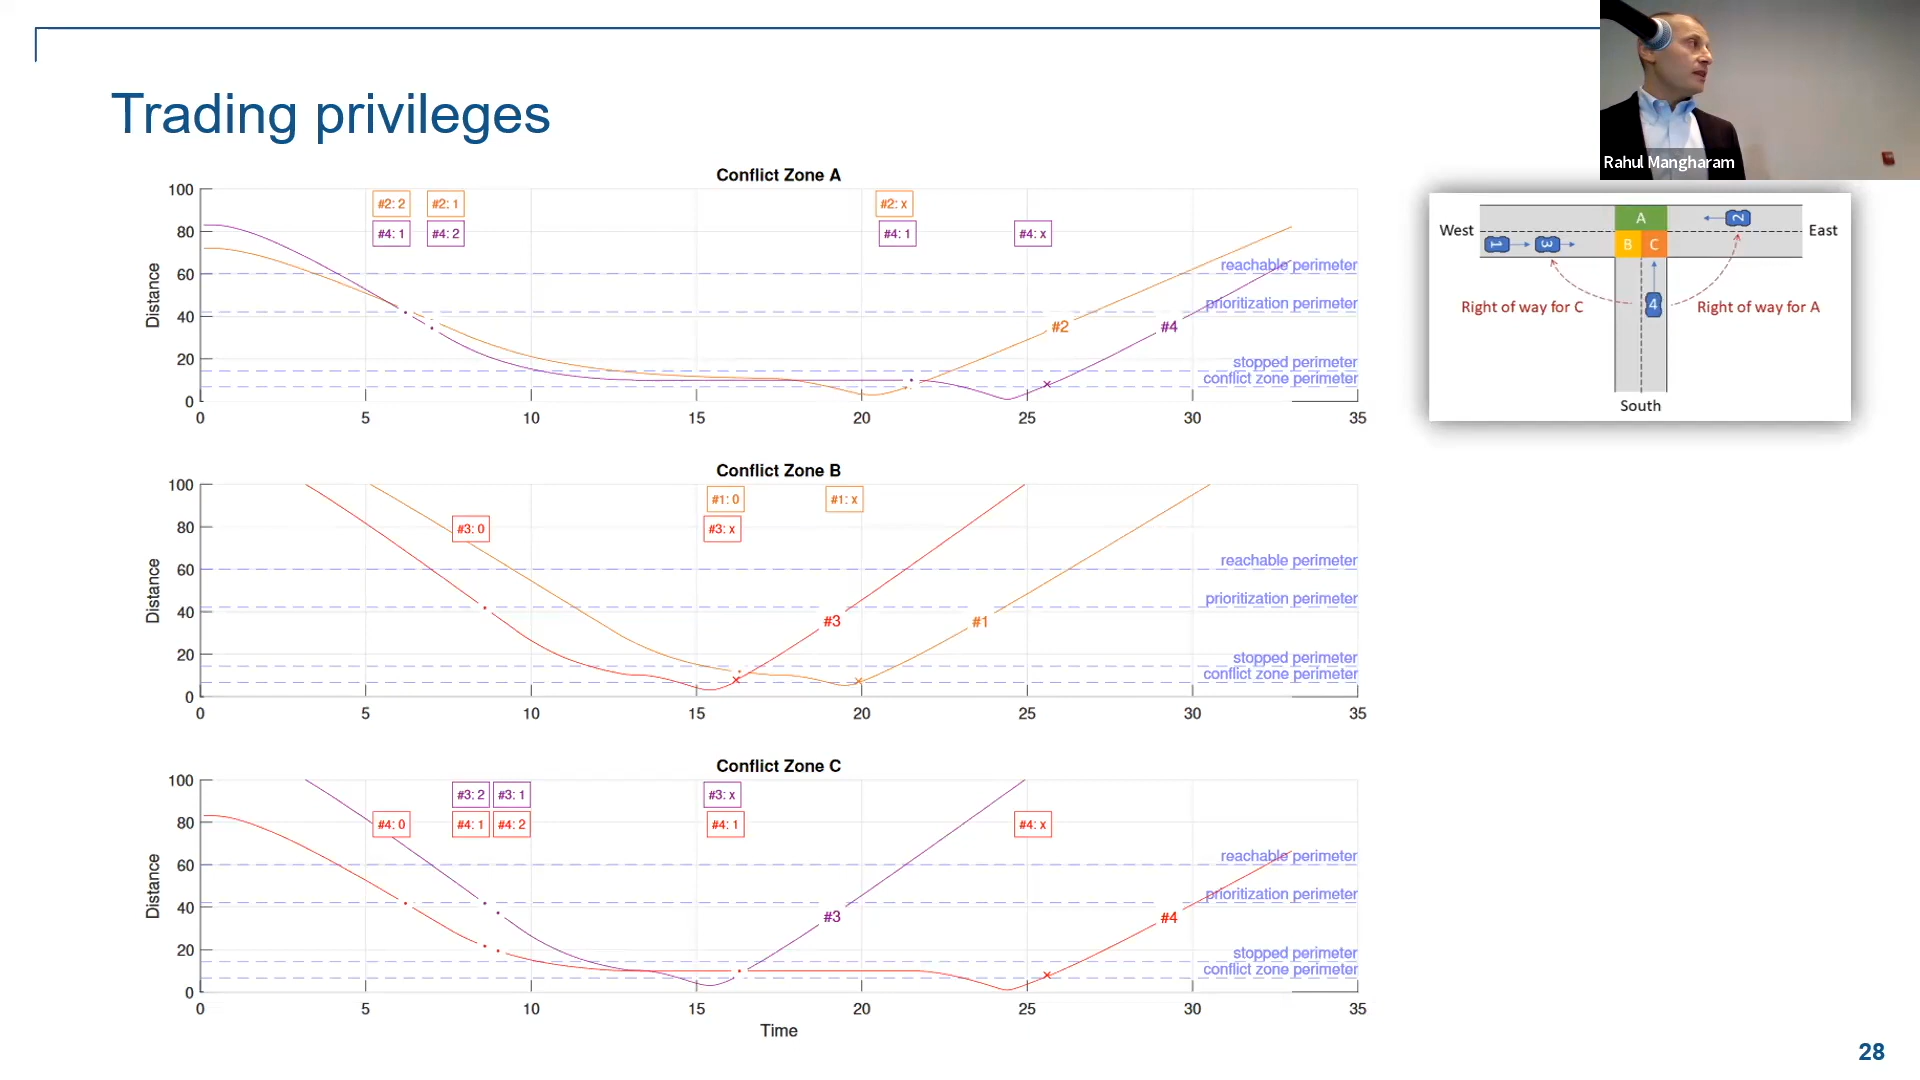 Trading privileges
Rahul Mangharam
Conflict Zone A
Distance
100
80
60
40
20
0
#2: 2
#2: 1
#2: x
#4: 1
#4: 2
#4: 1
#4: x
reachable perimeter
prioritization perimeter
stopped perimeter
conflict zone perimeter
#2
#4
0 5 10 15 20 25 30 35
West
East
A
B
C
1
3
2
4
Right of way for C
Right of way for A
South
Conflict Zone B
Distance
100
80
60
40
20
0
#1: 0
#1: x
#3: 0
#3: x
reachable perimeter
prioritization perimeter
stopped perimeter
conflict zone perimeter
#3
#1
0 5 10 15 20 25 30 35
Conflict Zone C
Distance
100
80
60
40
20
0
#3: 2
#3: 1
#3: x
#4: 0
#4: 1
#4: 2
#4: 1
#4: x
reachable perimeter
prioritization perimeter
stopped perimeter
conflict zone perimeter
#3
#4
0 5 10 15 20 25 30 35
Time
28